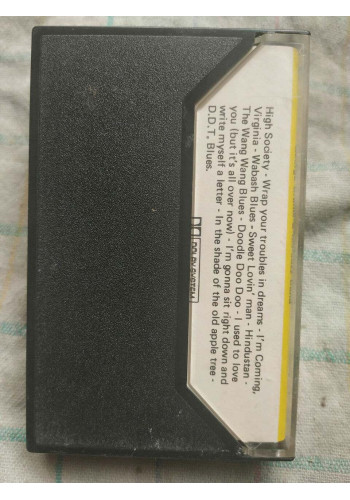 High Society - Wrap your troubles in dreams - I'm Coming,
Virginia - Wabash Blues - Sweet Lovin' man - Hindustan -
The Wang Wang Blues - Doodle Doo Doo - I used to love
you (but it's all over now) - I'm gonna sit right down and
write myself a letter - In the shade of the old apple tree -
D.D.T. Blues.
DOLBY SYSTEM